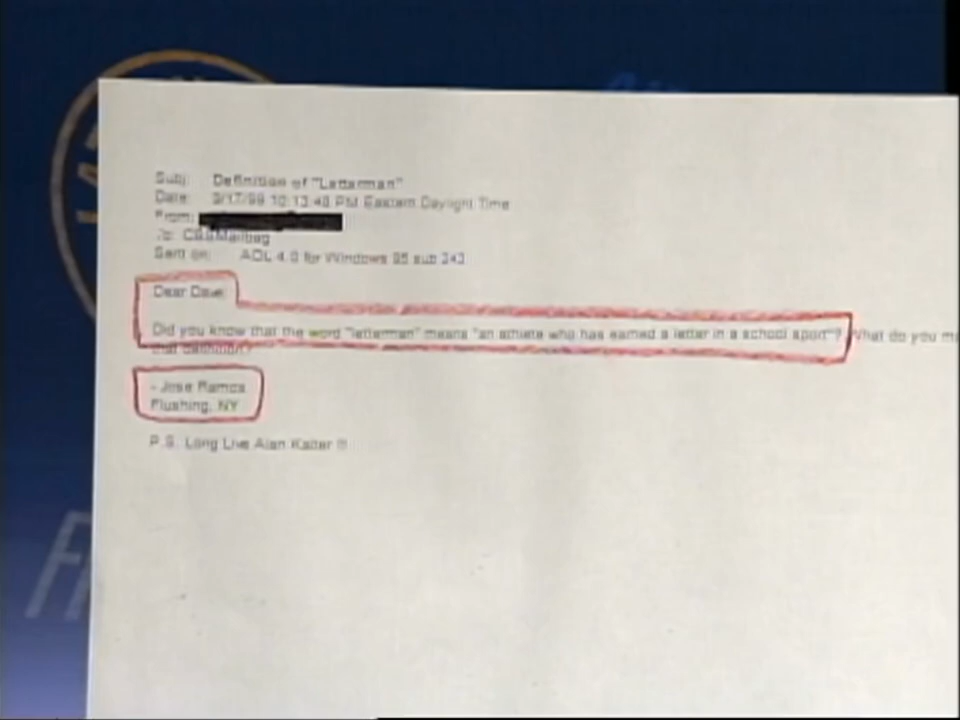 Subj: Definition of "Letterman"
Date: 3/17/99 10:13:48 PM Eastern Daylight Time
From:
To: CBSMailbag
Sent on: AOL 4.0 for Windows 95 sub 243
Dear Dave:
Did you know that the word "letterman" means "an athlete who has earned a letter in a school sport"? What do you
that definition?
- Jose Ramos
Flushing, NY
P.S. Long Live Alan Kalter !!!